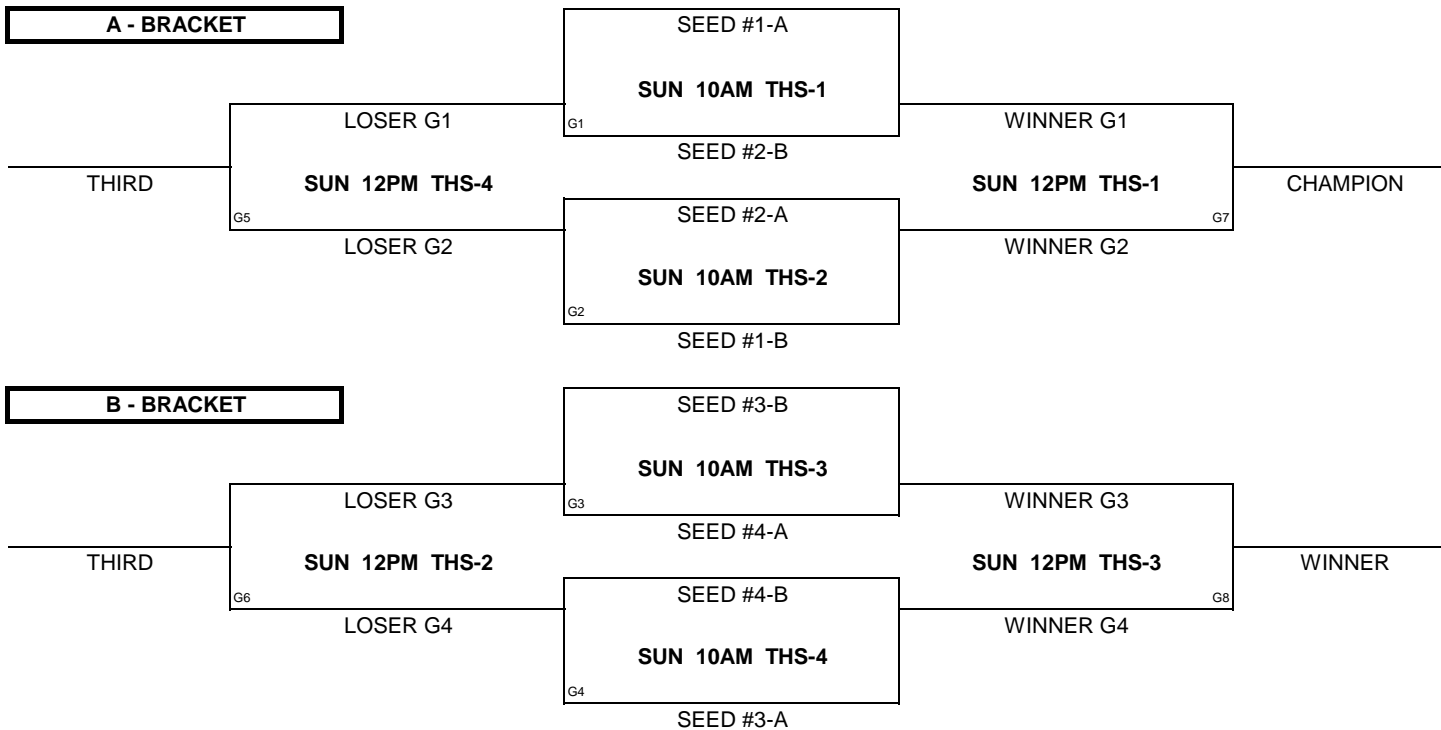 A - BRACKET
SEED #1-A
SUN 10AM THS-1
LOSER G1
G1
WINNER G1
SEED #2-B
THIRD
SUN 12PM THS-4
SUN 12PM THS-1
CHAMPION
G5
SEED #2-A
G7
LOSER G2
WINNER G2
SUN 10AM THS-2
G2
SEED #1-B
B - BRACKET
SEED #3-B
SUN 10AM THS-3
LOSER G3
G3
WINNER G3
SEED #4-A
THIRD
SUN 12PM THS-2
SUN 12PM THS-3
WINNER
G6
SEED #4-B
G8
LOSER G4
WINNER G4
SUN 10AM THS-4
G4
SEED #3-A